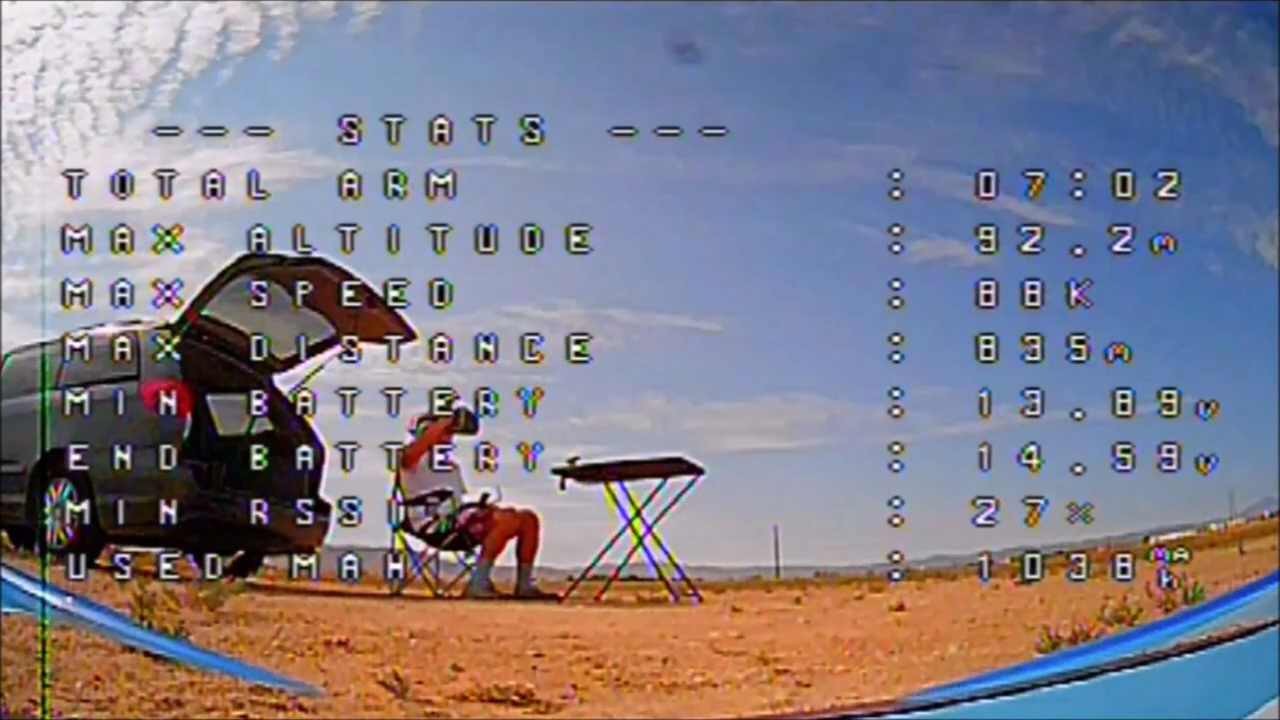 --- STATS ---
TOTAL ARM : 07:02
MAX ALTITUDE : 92.2m
MAX SPEED : 88K
MAX DISTANCE : 835m
MIN BATTERY : 13.89v
END BATTERY : 14.59v
MIN RSSI : 27%
USED MAH : 1038mAh